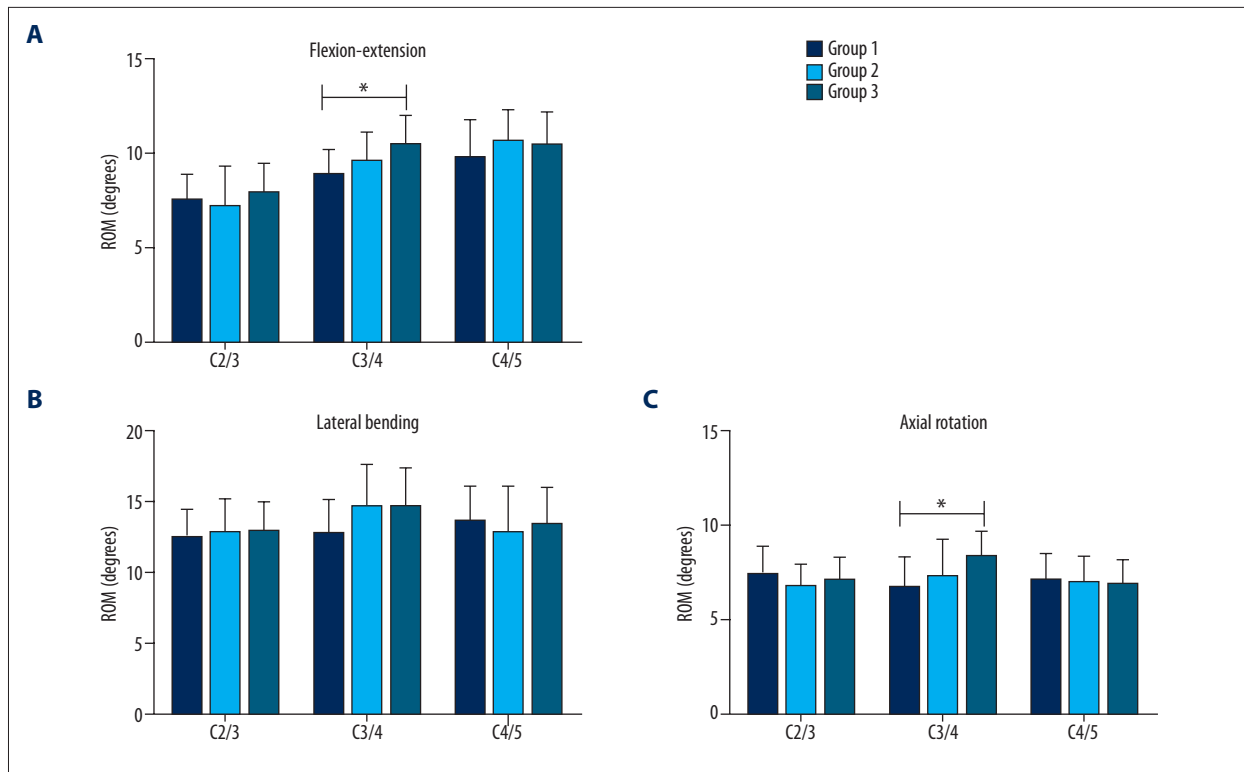 A
Flexion-extension
Group 1
Group 2
Group 3
15
10
5
0
ROM (degrees)
*
C2/3
C3/4
C4/5
B
Lateral bending
20
15
10
5
0
ROM (degrees)
C2/3
C3/4
C4/5
C
Axial rotation
15
10
5
0
ROM (degrees)
*
C2/3
C3/4
C4/5